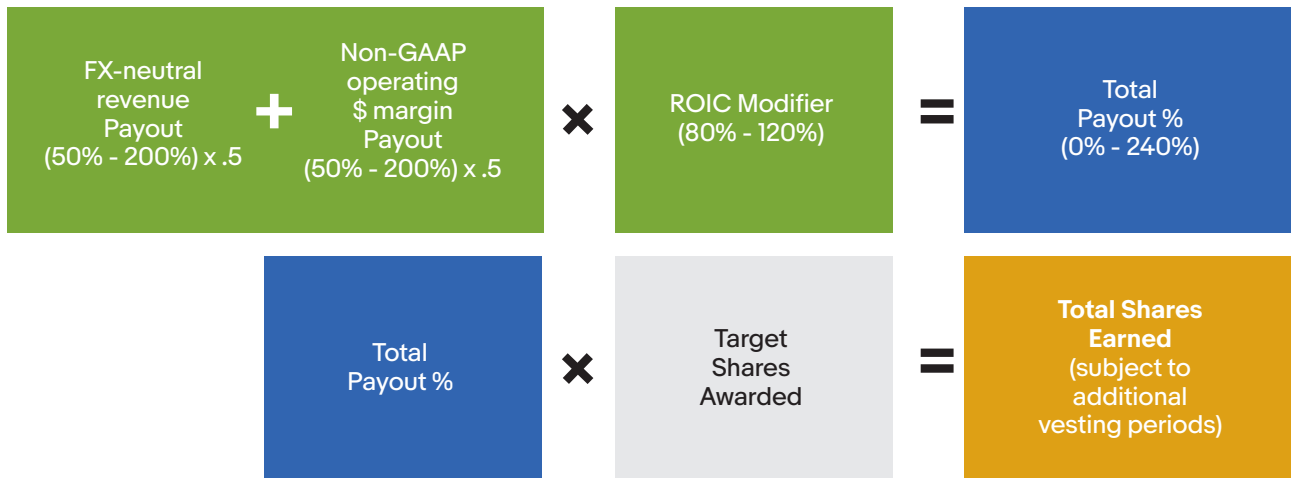 FX-neutral
revenue
Payout
(50% - 200%) x .5
+
Non-GAAP
operating
$ margin
Payout
(50% - 200%) x .5
×
ROIC Modifier
(80% - 120%)
=
Total
Payout %
(0% - 240%)
Total
Payout %
×
Target
Shares
Awarded
=
Total Shares
Earned
(subject to
additional
vesting periods)